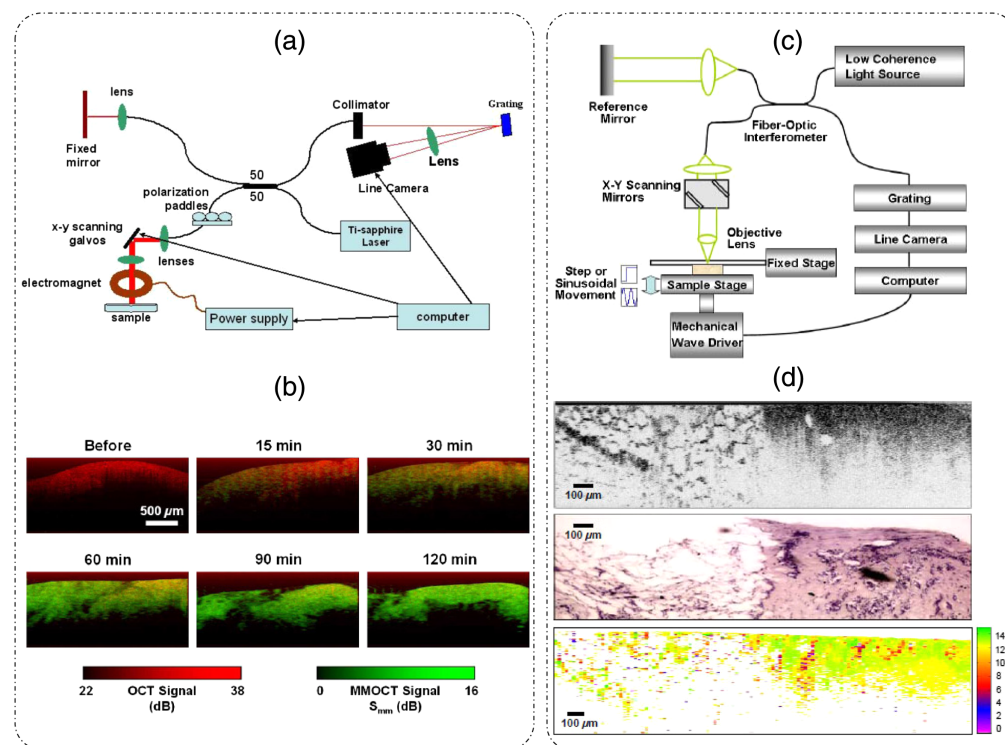 (a)
lens
Fixed
mirror
Collimator
Grating
Lens
Line Camera
50
50
polarization
paddles
x-y scanning
galvos
lenses
Ti-sapphire
Laser
electromagnet
sample
Power supply
computer
(b)
Before
15 min
30 min
500 µm
60 min
90 min
120 min
22
OCT Signal
(dB)
38
0
MMOCT Signal
Smm (dB)
16
(c)
Reference
Mirror
Low Coherence
Light Source
Fiber-Optic
Interferometer
X-Y Scanning
Mirrors
Grating
Line Camera
Computer
Objective
Lens
Fixed Stage
Step or
Sinusoidal
Movement
Sample Stage
Mechanical
Wave Driver
(d)
100 µm
100 µm
100 µm
14
12
10
8
6
4
2
0